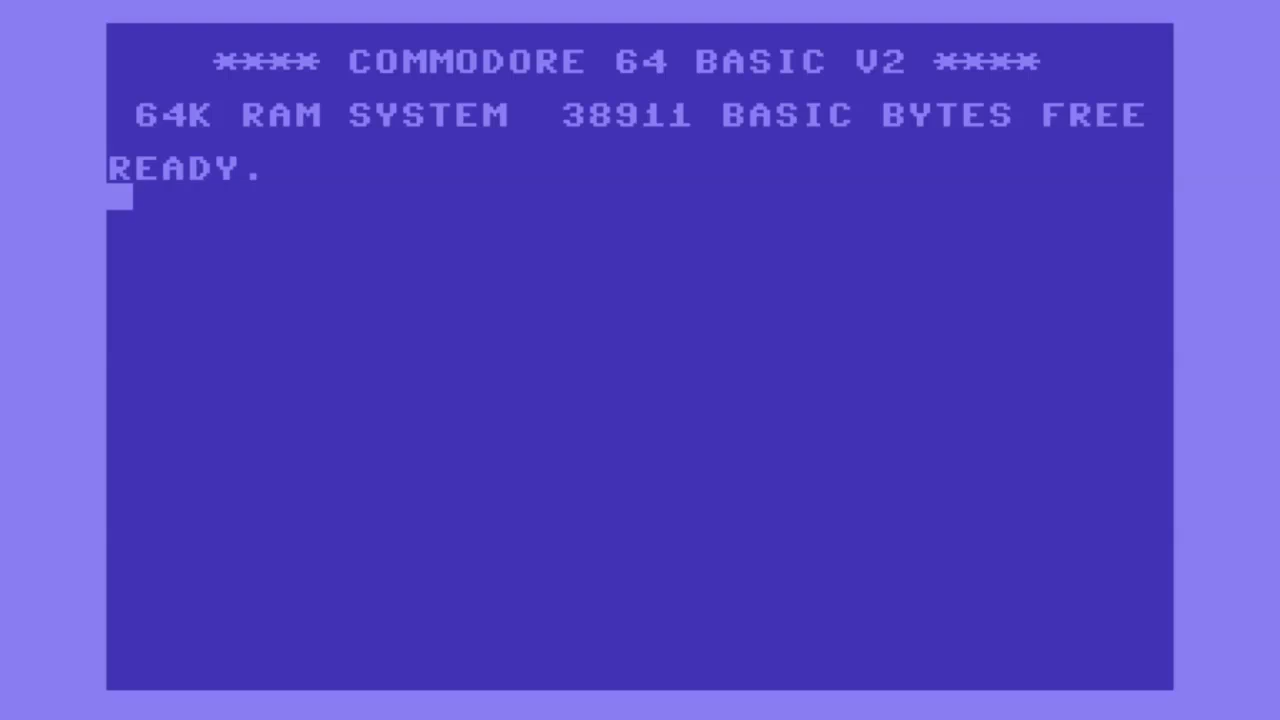 **** COMMODORE 64 BASIC V2 ****
64K RAM SYSTEM  38911 BASIC BYTES FREE
READY.